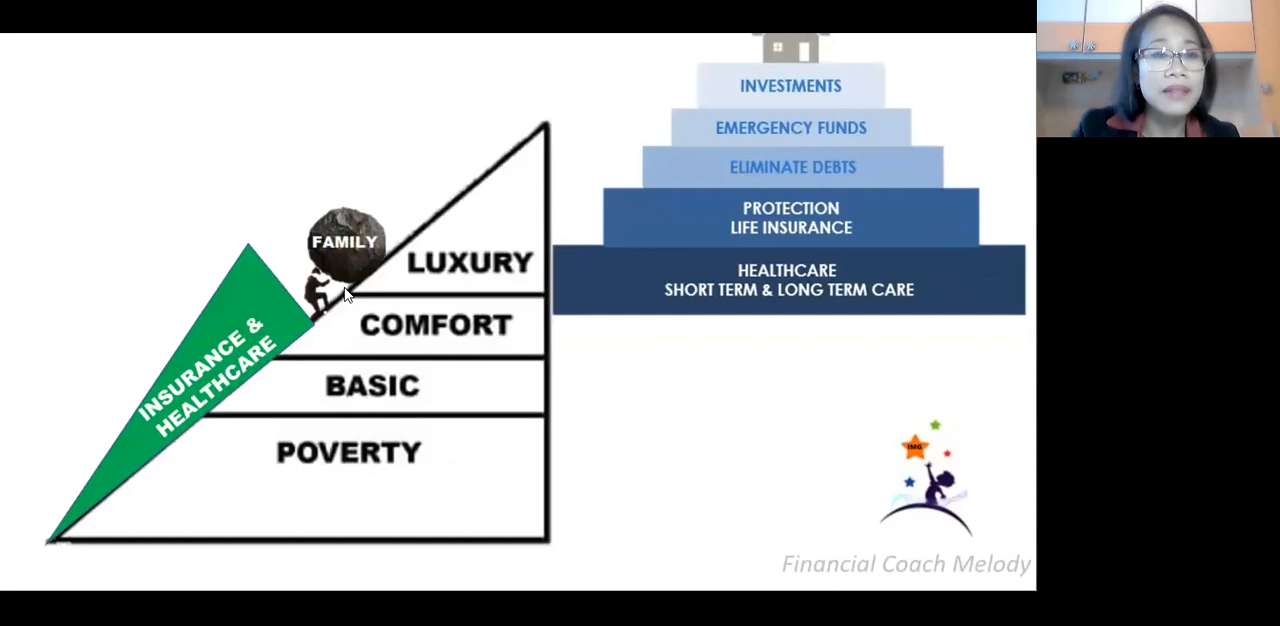 INVESTMENTS
EMERGENCY FUNDS
ELIMINATE DEBTS
PROTECTION
LIFE INSURANCE
HEALTHCARE
SHORT TERM & LONG TERM CARE
FAMILY
LUXURY
COMFORT
BASIC
POVERTY
INSURANCE &
HEALTHCARE
IMG
Financial Coach Melody